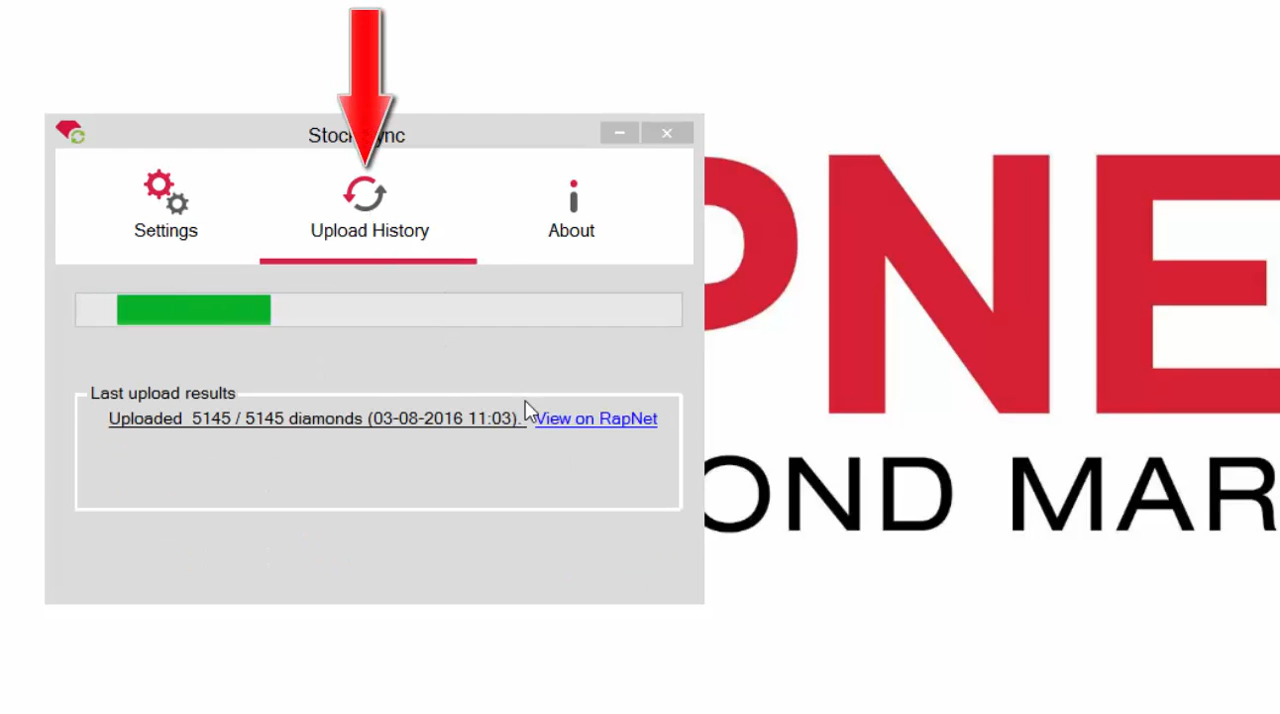 Settings
Upload History
About
Last upload results
Uploaded 5145 / 5145 diamonds (03-08-2016 11:03). View on RapNet
PNE
OND MAR